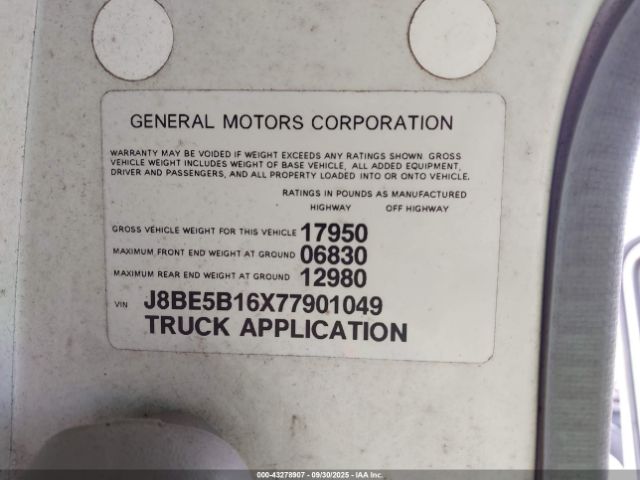 GENERAL MOTORS CORPORATION
WARRANTY MAY BE VOIDED IF WEIGHT EXCEEDS ANY RATINGS SHOWN GROSS
VEHICLE WEIGHT INCLUDES WEIGHT OF BASE VEHICLE, ALL ADDED EQUIPMENT,
DRIVER AND PASSENGERS, AND ALL PROPERTY LOADED INTO OR ONTO VEHICLE.
RATINGS IN POUNDS AS MANUFACTURED
HIGHWAY OFF HIGHWAY
GROSS VEHICLE WEIGHT FOR THIS VEHICLE 17950
MAXIMUM FRONT END WEIGHT AT GROUND 06830
MAXIMUM REAR END WEIGHT AT GROUND 12980
VIN J8BE5B16X77901049
TRUCK APPLICATION
000-43278907 - 09/30/2025 - IAA Inc.